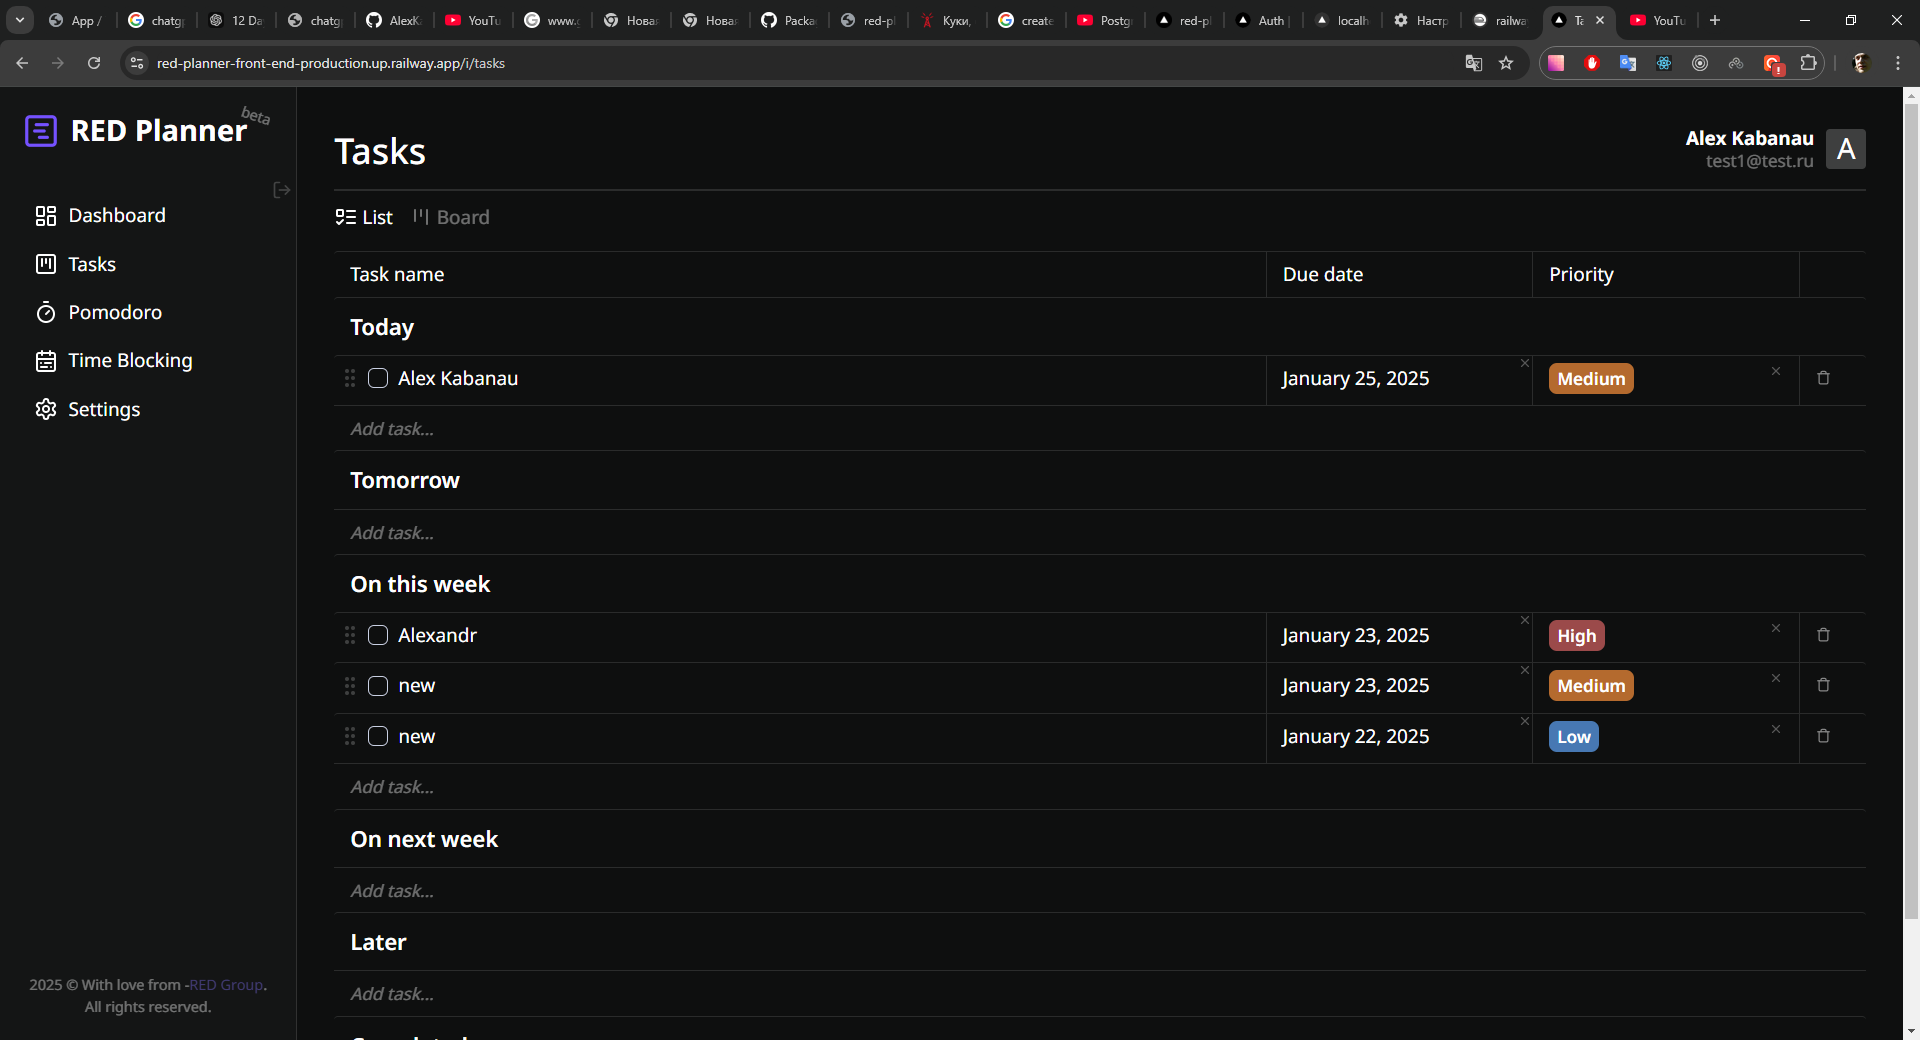 App /
chatg
12 Da
chatg
AlexK
YouTu
www.g
Нова
Нова
Packa
red-pl
Куки,
create
Postg
red-pl
Auth
localh
Настр
railwa
Ta
YouTu
red-planner-front-end-production.up.railway.app/i/tasks
RED Planner beta
Dashboard
Tasks
Pomodoro
Time Blocking
Settings
2025 © With love from -RED Group.
All rights reserved.
Tasks
Alex Kabanau
test1@test.ru
A
List Board
Task name Due date Priority
Today
Alex Kabanau January 25, 2025 Medium
Add task...
Tomorrow
Add task...
On this week
Alexandr January 23, 2025 High
new January 23, 2025 Medium
new January 22, 2025 Low
Add task...
On next week
Add task...
Later
Add task...